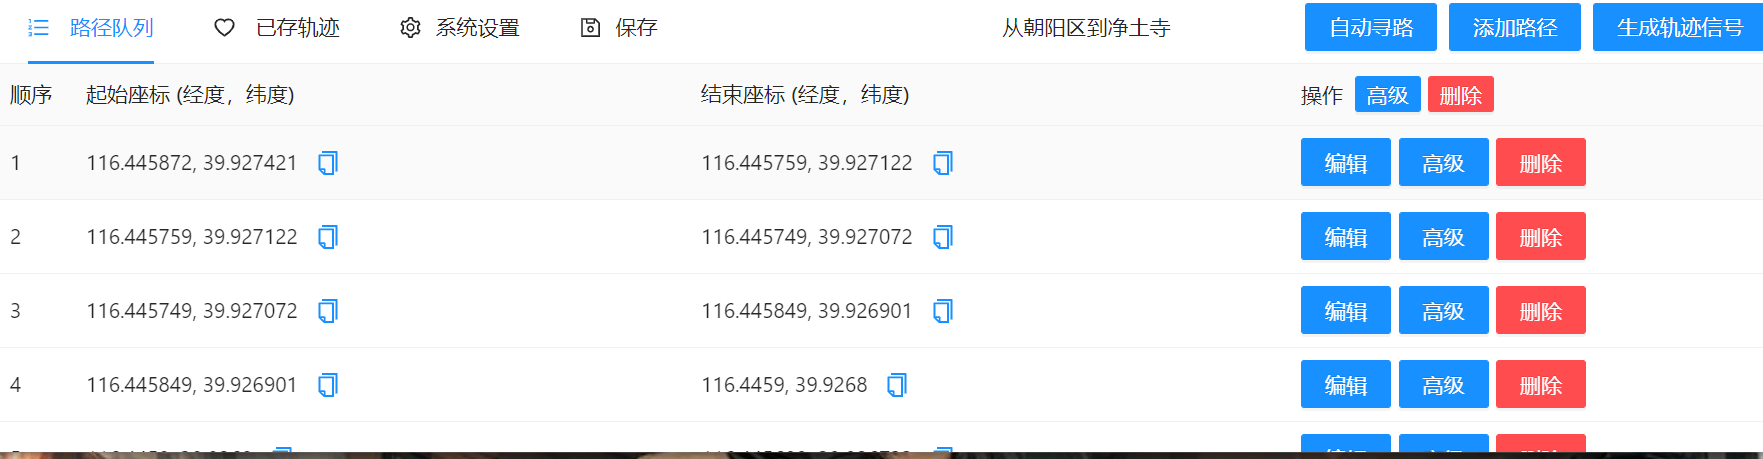 路径队列 已存轨迹 系统设置 保存 从朝阳区到净土寺 自动寻路 添加路径 生成轨迹信号
顺序 起始座标 (经度，纬度) 结束座标 (经度，纬度) 操作 高级 删除
1 116.445872, 39.927421 116.445759, 39.927122 编辑 高级 删除
2 116.445759, 39.927122 116.445749, 39.927072 编辑 高级 删除
3 116.445749, 39.927072 116.445849, 39.926901 编辑 高级 删除
4 116.445849, 39.926901 116.4459, 39.9268 编辑 高级 删除